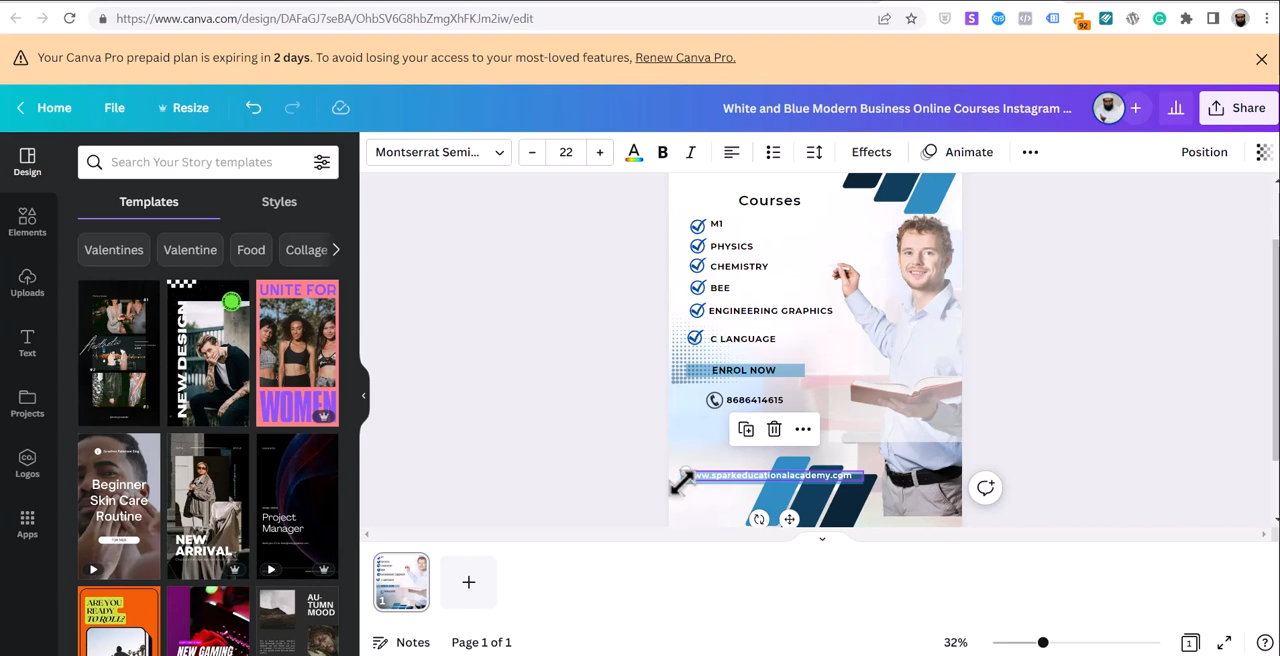 https://www.canva.com/design/DAFaGJ7seBA/OhbSV6G8hbZmgXhFKJm2iw/edit
92
Your Canva Pro prepaid plan is expiring in 2 days. To avoid losing your access to your most-loved features, Renew Canva Pro.
Home File Resize White and Blue Modern Business Online Courses Instagram ... Share
Montserrat Semi... 22 A B I Effects Animate Position
Design
Elements
Uploads
Text
Projects
Logos
Apps
Search Your Story templates
Templates Styles
Valentines Valentine Food Collage
NEW DESIGN
UNITE FOR
WOMEN
Aesthetic
Beginner
Skin Care
Routine
NEW
ARRIVAL
Project
Manager
ARE YOU
READY
TO ROLL?
NEW GAMING
AU-
TUMN
MOOD
Courses
M1
PHYSICS
CHEMISTRY
BEE
ENGINEERING GRAPHICS
C LANGUAGE
ENROL NOW
8686414615
ww.sparkeducationalacademy.com
1
Notes Page 1 of 1 32% 1